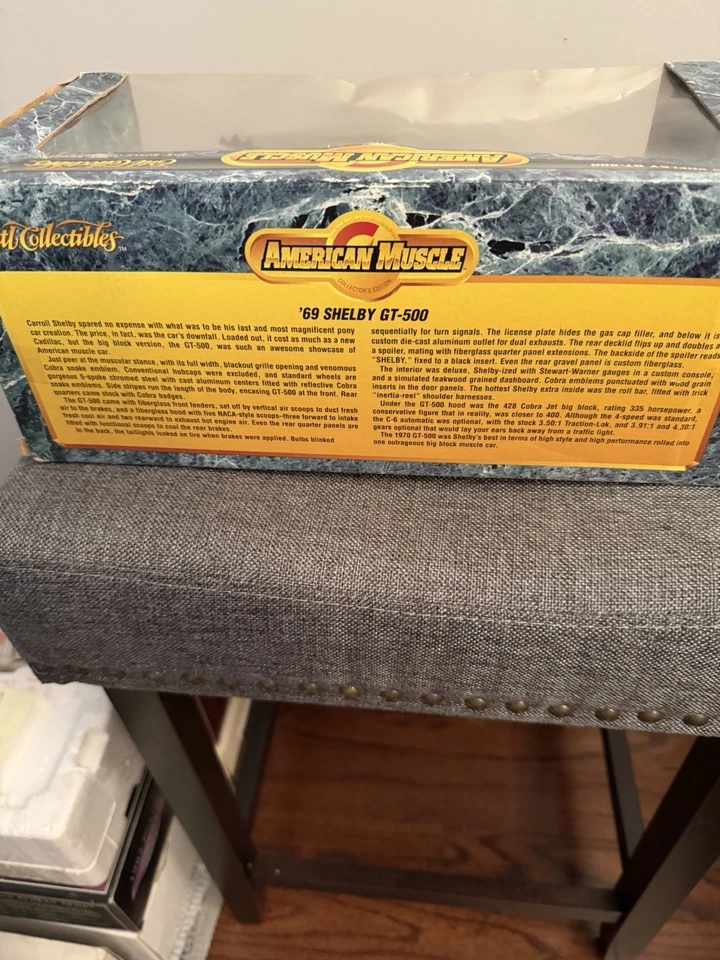 AMERICAN MUSCLE
Ertl Collectibles™
AMERICAN MUSCLE
COLLECTOR'S EDITION
'69 SHELBY GT-500
Carroll Shelby spared no expense with what was to be his last and most magnificent pony
car creation. The price, in fact, was the car's downfall. Loaded out, it cost as much as a new
Cadillac, but the big block version, the GT-500, was such an awesome showcase of
American muscle car.
Just peer at the muscular stance, with its full width, blackout grille opening and venomous
Cobra snake emblem. Conventional hubcaps were excluded, and standard wheels are
gorgeous 5-spoke chromed steel with cast aluminum centers fitted with reflective Cobra
snake emblems. Side stripes run the length of the body, encasing GT-500 at the front. Rear
quarters came stock with Cobra badges.
The GT-500 came with fiberglass front fenders, set off by vertical air scoops to duct fresh
air to the brakes, and a fiberglass hood with five NACA-style scoops–three forward to intake
fresh cool air and two rearward to exhaust hot engine air. Even the rear quarter panels are
fitted with functional scoops to cool the rear brakes.
In the back, the taillights looked on fire when brakes were applied. Bulbs blinked
sequentially for turn signals. The license plate hides the gas cap filler, and below it is
custom die-cast aluminum outlet for dual exhausts. The rear decklid flips up and doubles a
a spoiler, mating with fiberglass quarter panel extensions. The backside of the spoiler reads
"SHELBY," fixed to a black insert. Even the rear gravel panel is custom fiberglass.
The interior was deluxe, Shelby-ized with Stewart-Warner gauges in a custom console,
and a simulated teakwood grained dashboard. Cobra emblems punctuated with wood grain
inserts in the door panels. The hottest Shelby extra inside was the roll bar, fitted with trick
"inertia-reel" shoulder harnesses.
Under the GT-500 hood was the 428 Cobra Jet big block, rating 335 horsepower, a
conservative figure that in reality, was closer to 400. Although the 4-speed was standard,
the C-6 automatic was optional, with the stock 3.50:1 Traction-Lok, and 3.91:1 and 4.30:1
gears optional that would lay your ears back away from a traffic light.
The 1970 GT-500 was Shelby's best in terms of high style and high performance rolled into
one outrageous big block muscle car.